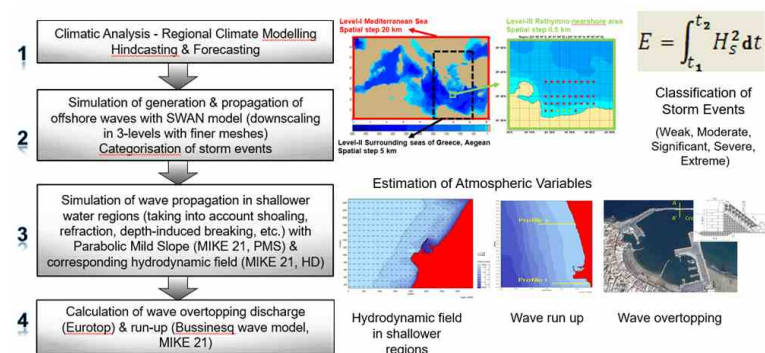 1
Climatic Analysis - Regional Climate Modelling
Hindcasting & Forecasting
2
Simulation of generation & propagation of
offshore waves with SWAN model (downscaling
in 3-levels with finer meshes)
Categorisation of storm events
3
Simulation of wave propagation in shallower
water regions (taking into account shoaling,
refraction, depth-induced breaking, etc.) with
Parabolic Mild Slope (MIKE 21, PMS) &
corresponding hydrodynamic field (MIKE 21, HD)
4
Calculation of wave overtopping discharge
(Eurotop) & run-up (Bussinesq wave model,
MIKE 21)
Level-I Mediterranean Sea
Spatial step 20 km
Level-III Rethymno nearshore area
Spatial step 0.5 km
Level-II Surrounding seas of Greece, Aegean
Spatial step 5 km
E = ∫t₁t₂ Hs² dt
Classification of
Storm Events
(Weak, Moderate,
Significant, Severe,
Extreme)
Estimation of Atmospheric Variables
Profile
Profile
A
A'
Hydrodynamic field
in shallower
regions
Wave run up
Wave overtopping